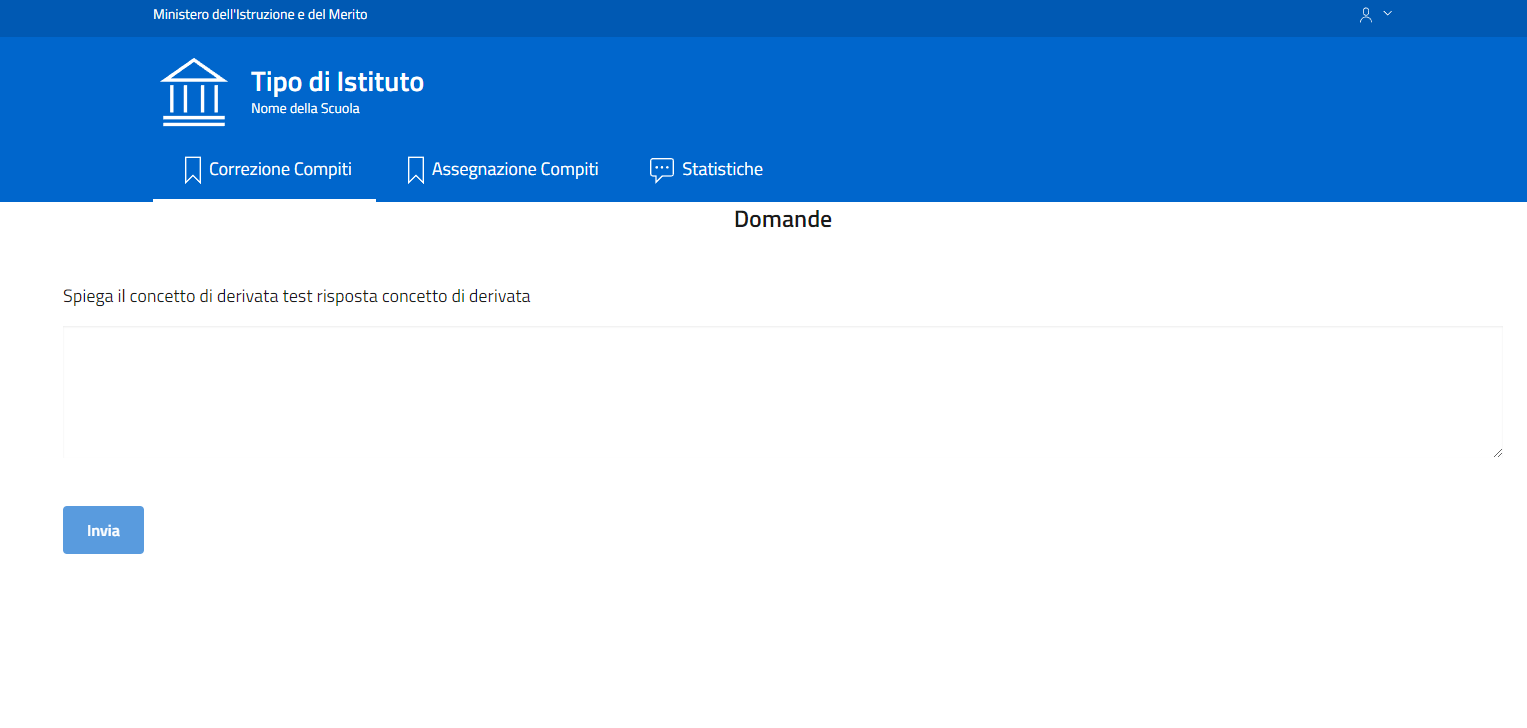 Ministero dell'Istruzione e del Merito
Tipo di Istituto
Nome della Scuola
Correzione Compiti
Assegnazione Compiti
Statistiche
Domande
Spiega il concetto di derivata test risposta concetto di derivata
Invia